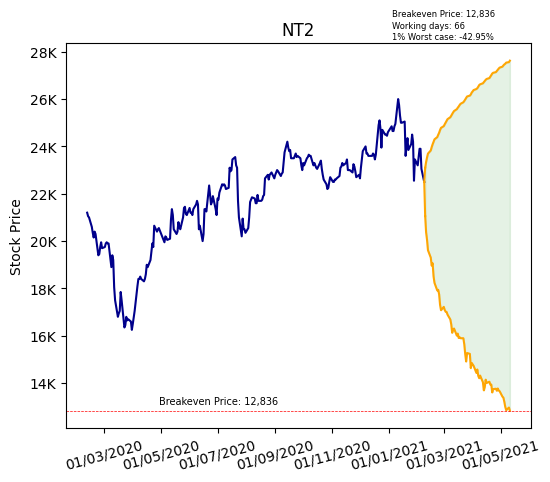 Breakeven Price: 12,836
Working days: 66
1% Worst case: -42.95%
NT2
28K
26K
24K
22K
20K
18K
16K
14K
Stock Price
Breakeven Price: 12,836
01/03/2020 01/05/2020 01/07/2020 01/09/2020 01/11/2020 01/01/2021 01/03/2021 01/05/2021